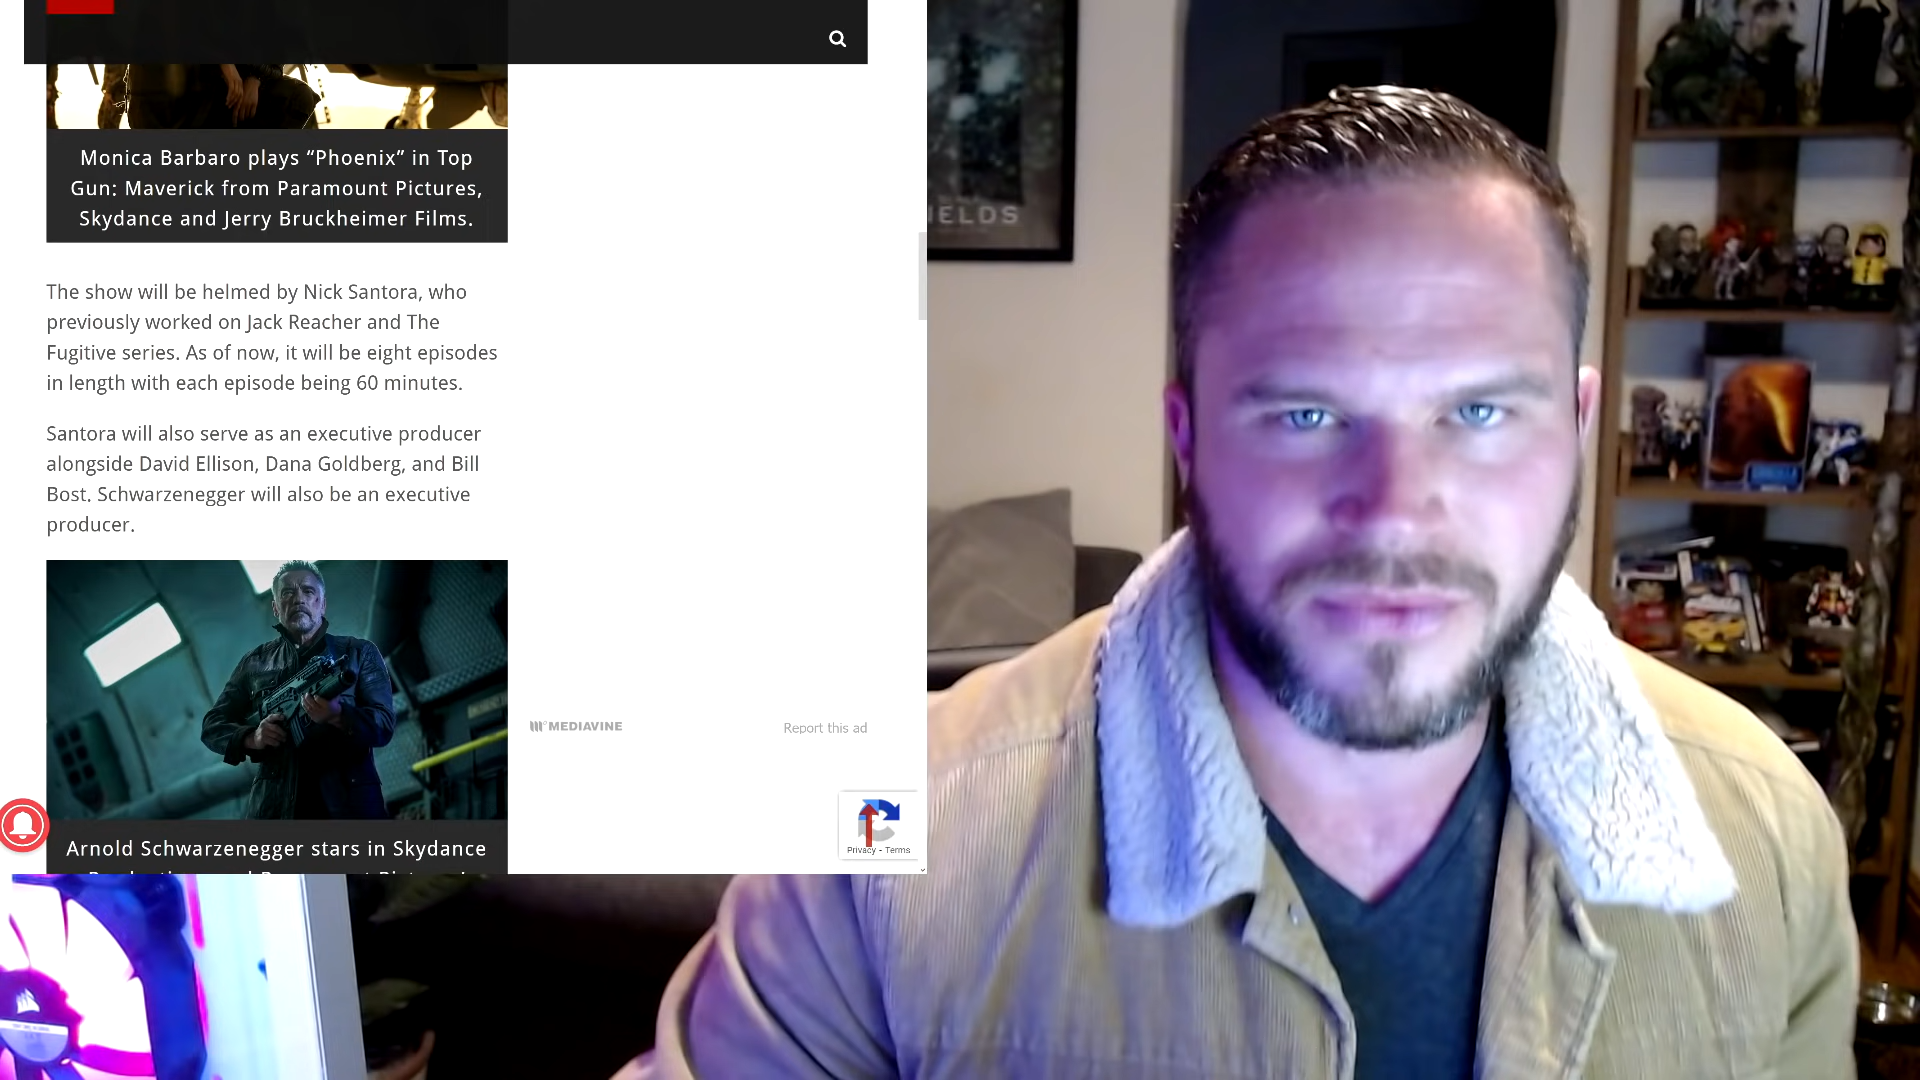 Monica Barbaro plays “Phoenix” in Top
Gun: Maverick from Paramount Pictures,
Skydance and Jerry Bruckheimer Films.
IELDS
The show will be helmed by Nick Santora, who
previously worked on Jack Reacher and The
Fugitive series. As of now, it will be eight episodes
in length with each episode being 60 minutes.
Santora will also serve as an executive producer
alongside David Ellison, Dana Goldberg, and Bill
Bost. Schwarzenegger will also be an executive
producer.
MEDIAVINE
Report this ad
Privacy - Terms
Arnold Schwarzenegger stars in Skydance